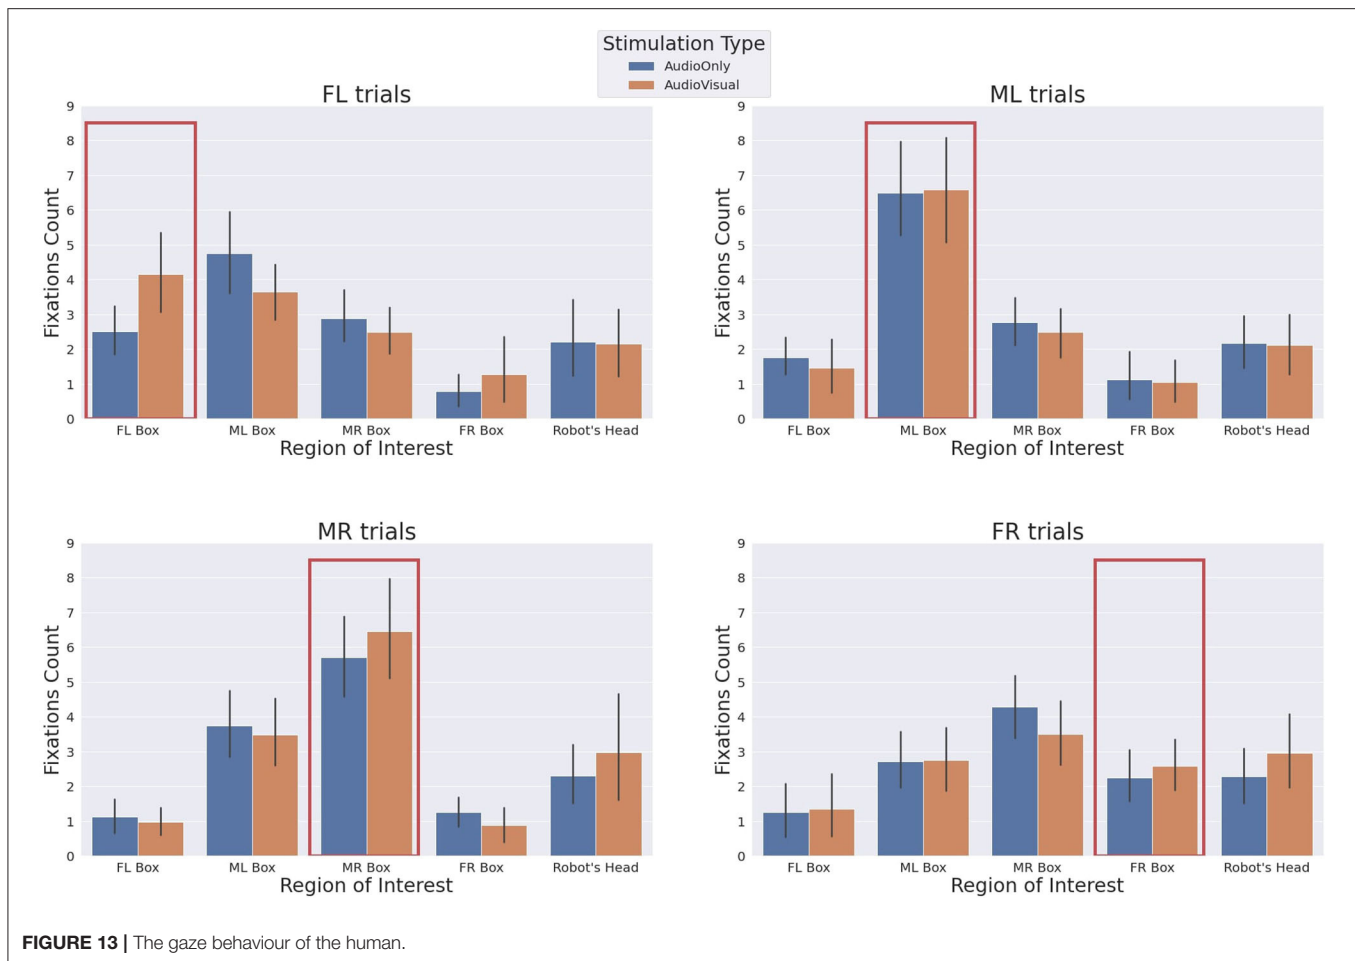 Stimulation Type
AudioOnly
AudioVisual
FL trials
9
8
7
6
5
4
3
2
1
0
Fixations Count
FL Box ML Box MR Box FR Box Robot's Head
Region of Interest
ML trials
9
8
7
6
5
4
3
2
1
0
Fixations Count
FL Box ML Box MR Box FR Box Robot's Head
Region of Interest
MR trials
9
8
7
6
5
4
3
2
1
0
Fixations Count
FL Box ML Box MR Box FR Box Robot's Head
Region of Interest
FR trials
9
8
7
6
5
4
3
2
1
0
Fixations Count
FL Box ML Box MR Box FR Box Robot's Head
Region of Interest
FIGURE 13 | The gaze behaviour of the human.